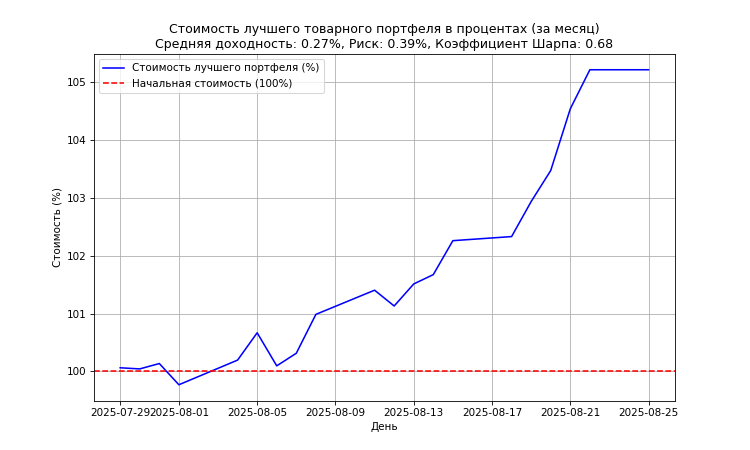 Стоимость лучшего товарного портфеля в процентах (за месяц)
Средняя доходность: 0.27%, Риск: 0.39%, Коэффициент Шарпа: 0.68
Стоимость лучшего портфеля (%)
Начальная стоимость (100%)
105
104
103
102
101
100
Стоимость (%)
2025-07-29 2025-08-01 2025-08-05 2025-08-09 2025-08-13 2025-08-17 2025-08-21 2025-08-25
День